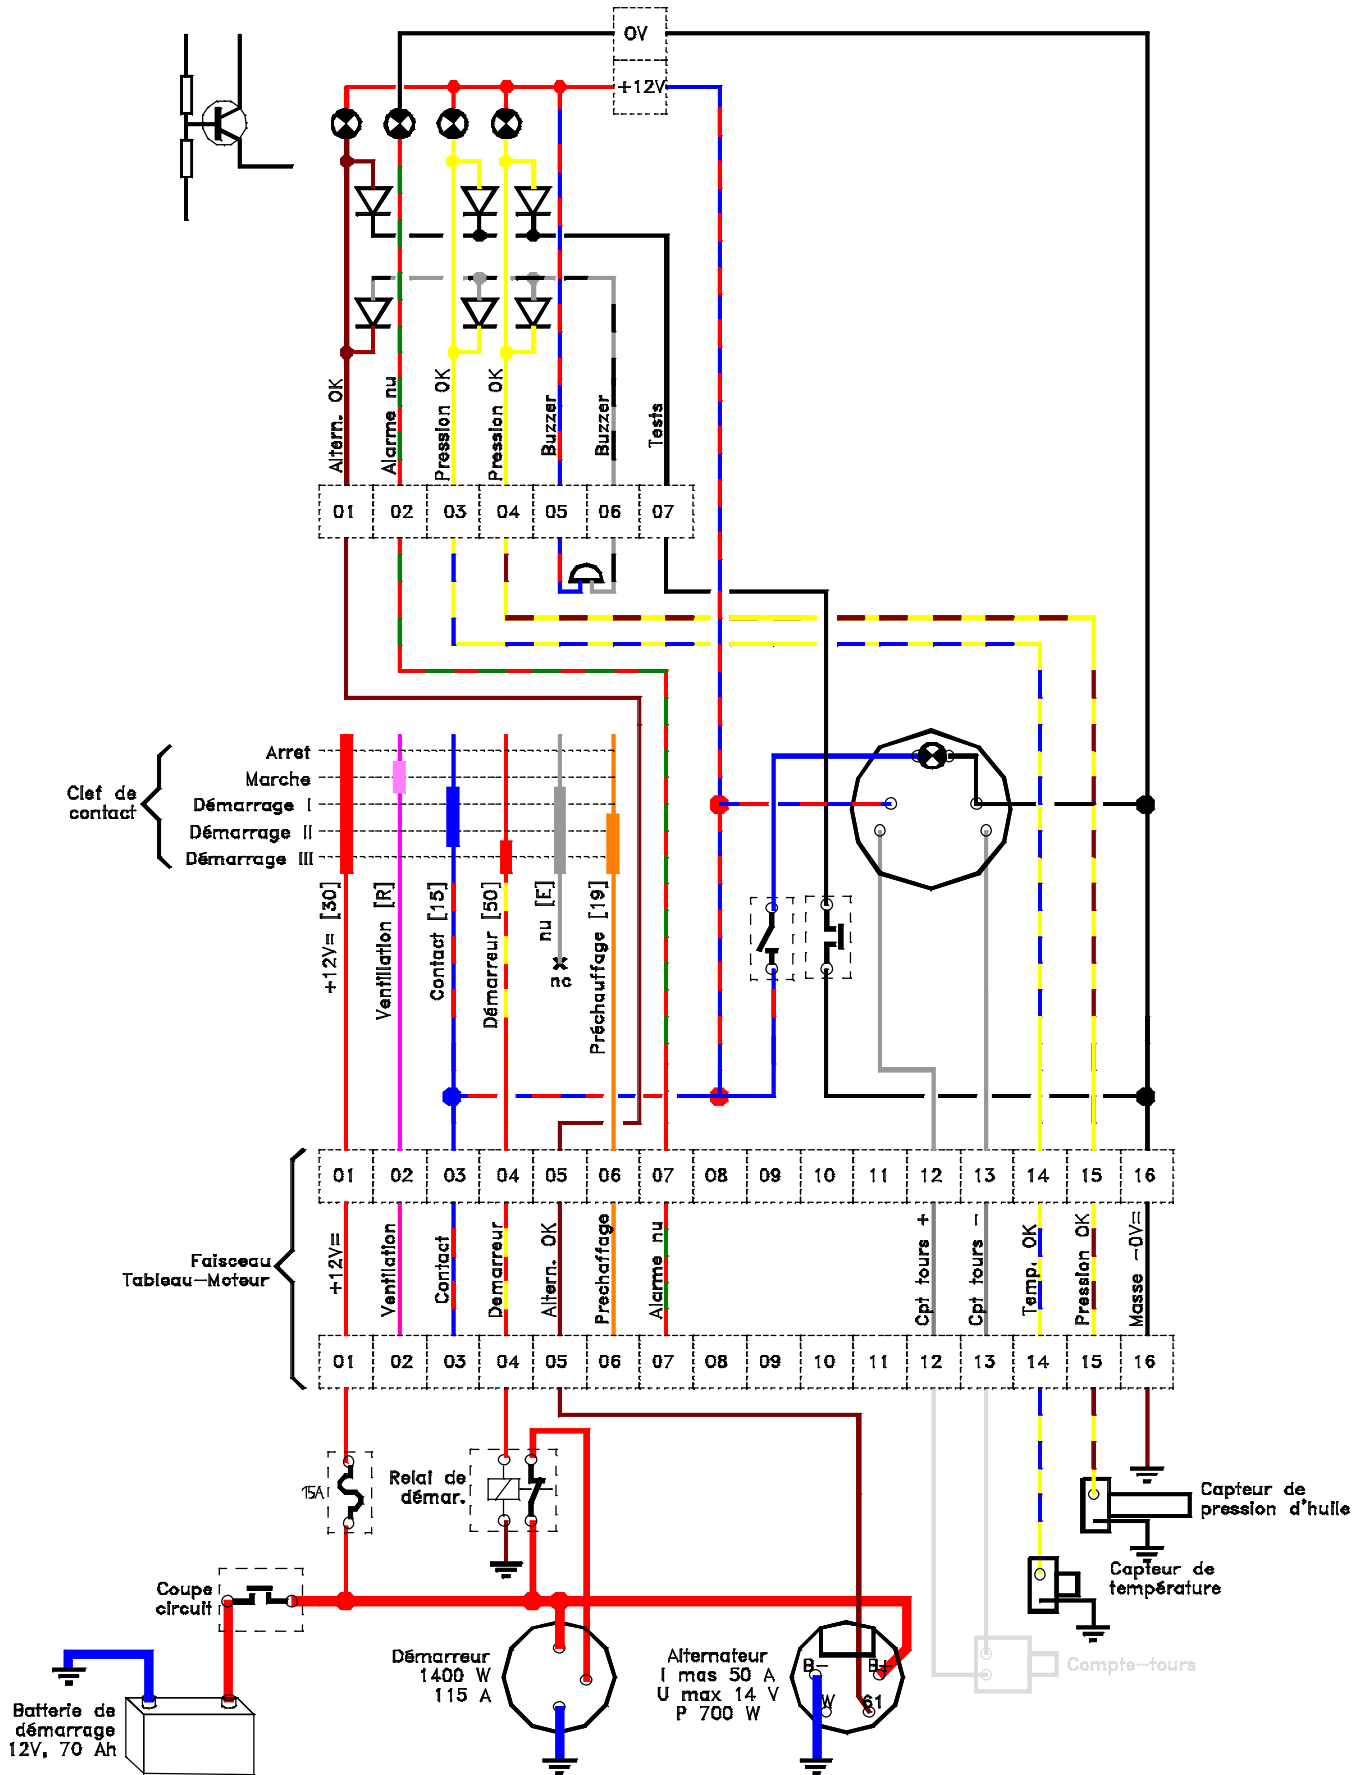 0V
+12V
Altern. OK
Alarme nu
Pression OK
Pression OK
Buzzer
Buzzer
Tests
01 02 03 04 05 06 07
Clef de
contact
Arret
Marche
Démarrage I
Démarrage II
Démarrage III
+12V= [30]
Ventillation [R]
Contact [15]
Démarreur [50]
nu [E]
nc
Préchauffage [19]
01 02 03 04 05 06 07 08 09 10 11 12 13 14 15 16
Faisceau
Tableau-Moteur
+12V=
Ventilation
Contact
Demarreur
Altern. OK
Prechaffage
Alarme nu
Cpt tours +
Cpt tours -
Temp. OK
Pression OK
Masse -0V=
01 02 03 04 05 06 07 08 09 10 11 12 13 14 15 16
15A
Relai de
démar.
Capteur de
pression d'huile
Capteur de
température
Coupe
circuit
Compte-tours
Démarreur
1400 W
115 A
Alternateur
I mas 50 A
U max 14 V
P 700 W
B- B+
W 61
Batterie de
démarrage
12V, 70 Ah